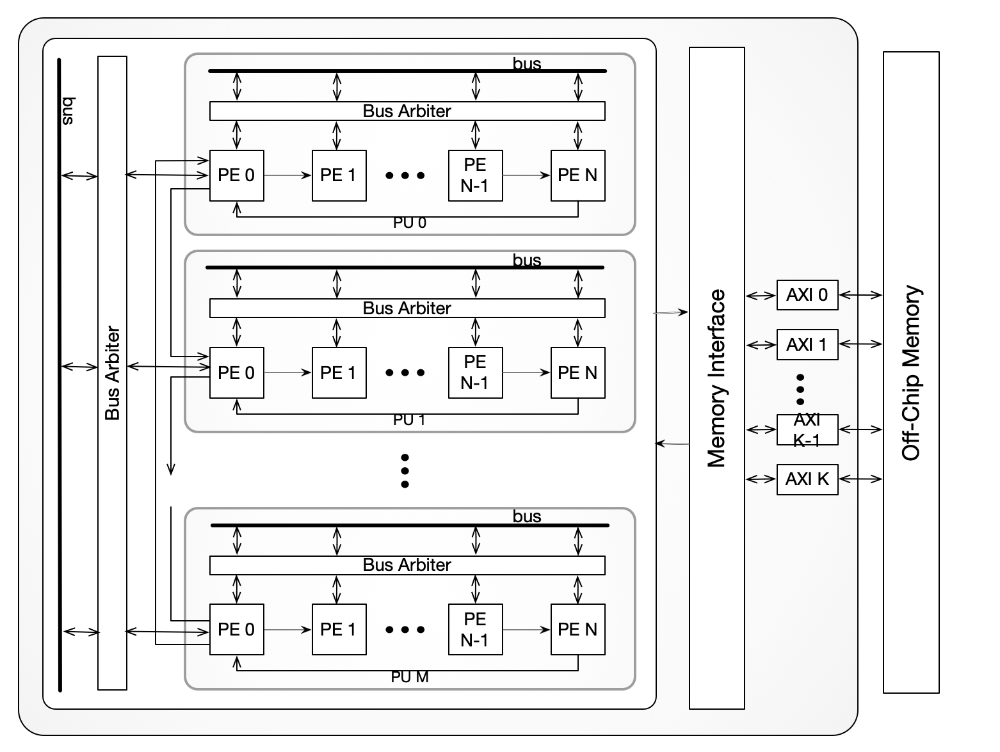 bus
Bus Arbiter
bus
Bus Arbiter
PE 0
PE 1
PE
N-1
PE N
PU 0
bus
Bus Arbiter
PE 0
PE 1
PE
N-1
PE N
PU 1
bus
Bus Arbiter
PE 0
PE 1
PE
N-1
PE N
PU M
Memory Interface
AXI 0
AXI 1
AXI
K-1
AXI K
Off-Chip Memory